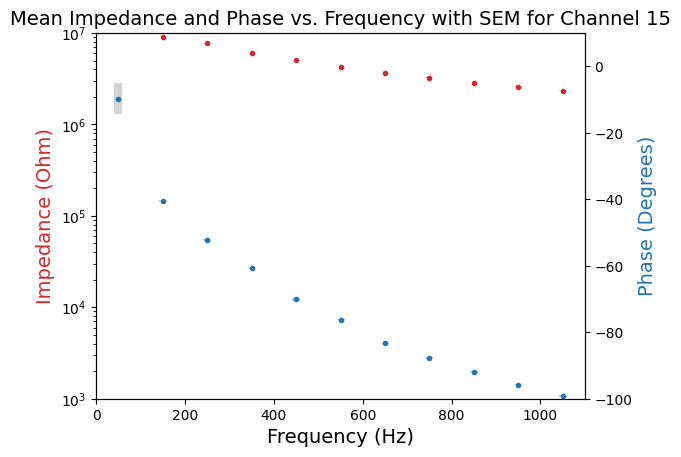 Mean Impedance and Phase vs. Frequency with SEM for Channel 15
10^7
10^6
10^5
10^4
10^3
Impedance (Ohm)
0
−20
−40
−60
−80
−100
Phase (Degrees)
0 200 400 600 800 1000
Frequency (Hz)